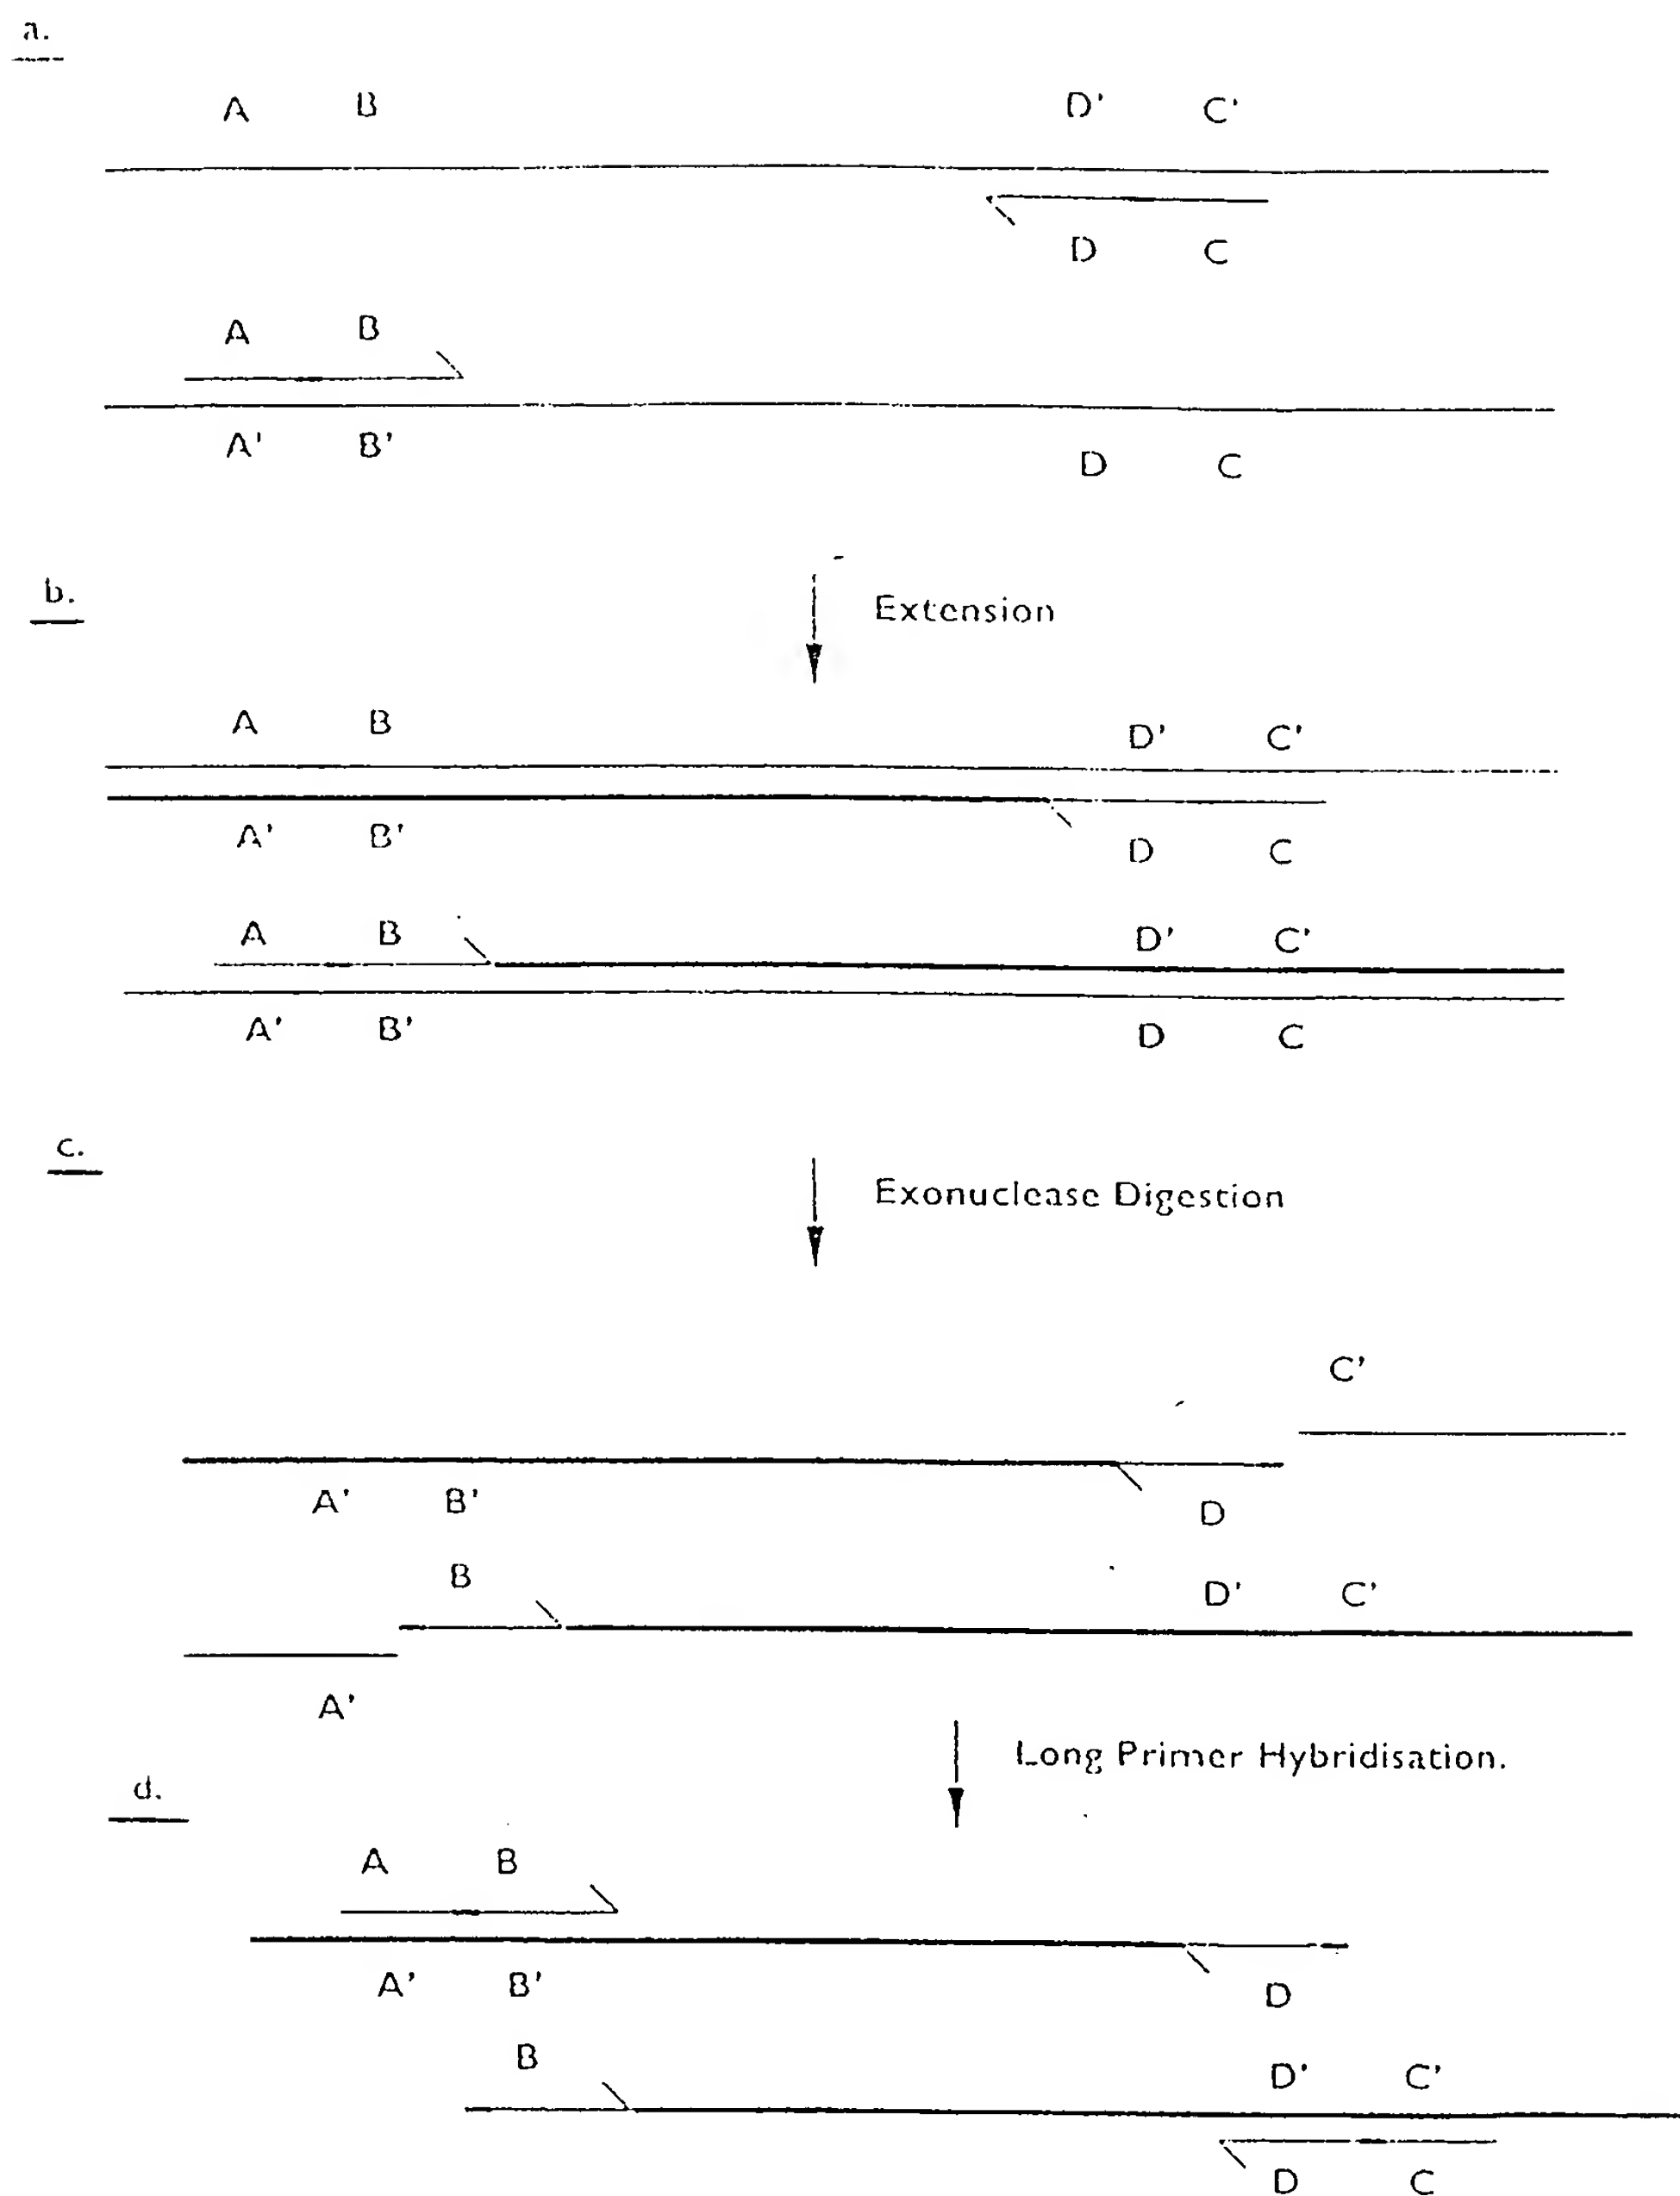 a.
A B D' C'
D C
A B
A' B' D C
b.
Extension
A B D' C'
A' B' D C
A B D' C'
A' B' D C
c.
Exonuclease Digestion
C'
A' B' D
B D' C'
A'
Long Primer Hybridisation.
d.
A B
A' B' D
B D' C'
D C